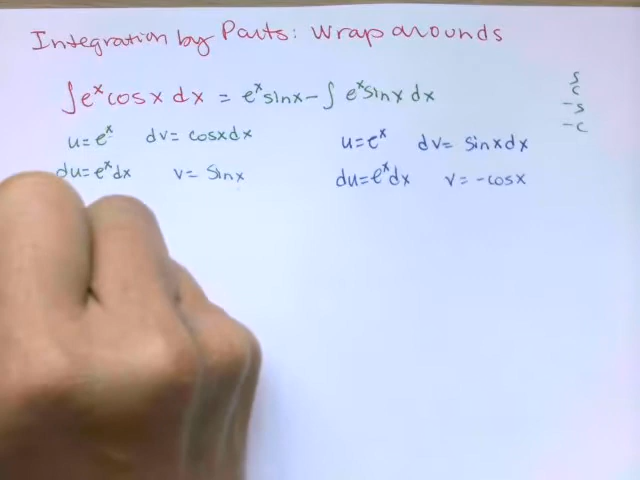 Integration by Parts: Wrap arounds
∫e^x cos x dx = e^x sin x - ∫ e^x sin x dx
u = e^x dv = cos x dx
du = e^x dx v = sin x
u = e^x dv = sin x dx
du = e^x dx v = -cos x
S
C
-S
-C